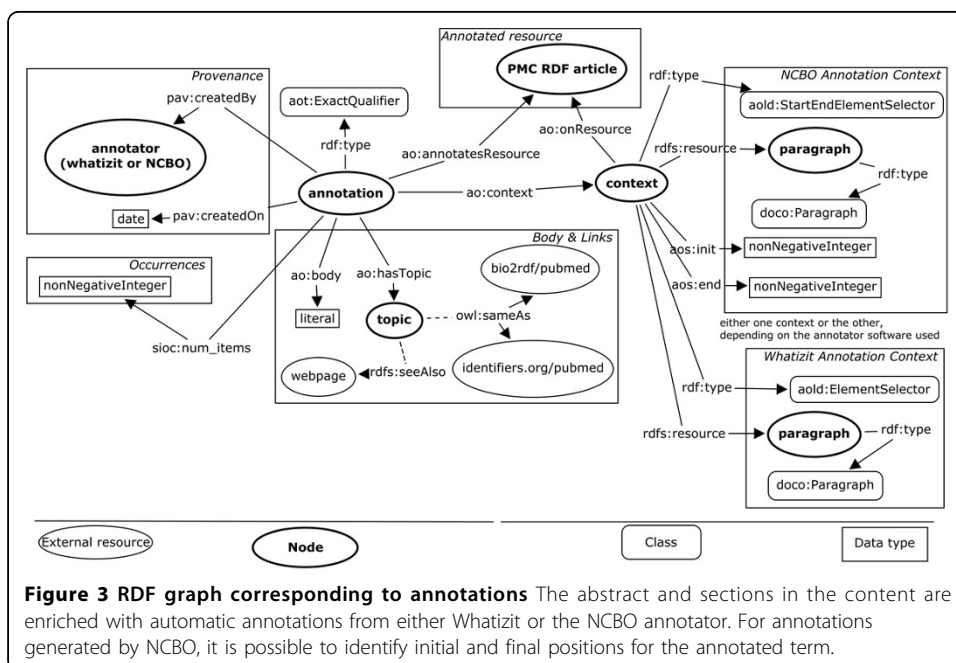 Annotated resource
PMC RDF article
Provenance
pav:createdBy
annotator
(whatizit or NCBO)
date
pav:createdOn
aot:ExactQualifier
rdf:type
annotation
ao:annotatesResource
ao:onResource
ao:context
context
rdf:type
NCBO Annotation Context
aold:StartEndElementSelector
rdfs:resource
paragraph
rdf:type
doco:Paragraph
aos:init
nonNegativeInteger
aos:end
nonNegativeInteger
either one context or the other,
depending on the annotator software used
Occurrences
nonNegativeInteger
sioc:num_items
Body & Links
ao:body
literal
ao:hasTopic
topic
bio2rdf/pubmed
owl:sameAs
identifiers.org/pubmed
webpage
rdfs:seeAlso
Whatizit Annotation Context
rdf:type
aold:ElementSelector
rdfs:resource
paragraph
rdf:type
doco:Paragraph
External resource
Node
Class
Data type
Figure 3 RDF graph corresponding to annotations The abstract and sections in the content are
enriched with automatic annotations from either Whatizit or the NCBO annotator. For annotations
generated by NCBO, it is possible to identify initial and final positions for the annotated term.